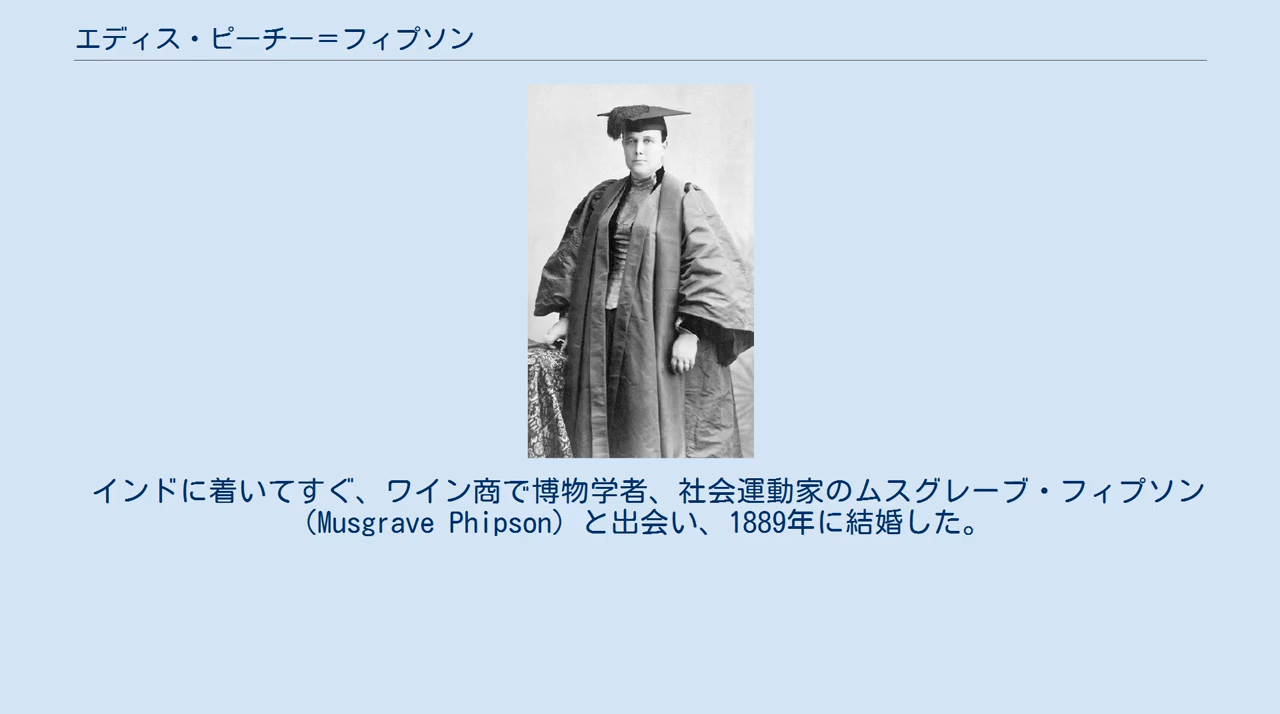 エディス・ピーチー＝フィプソン
インドに着いてすぐ、ワイン商で博物学者、社会運動家のムスグレーブ・フィプソン
（Musgrave Phipson）と出会い、1889年に結婚した。